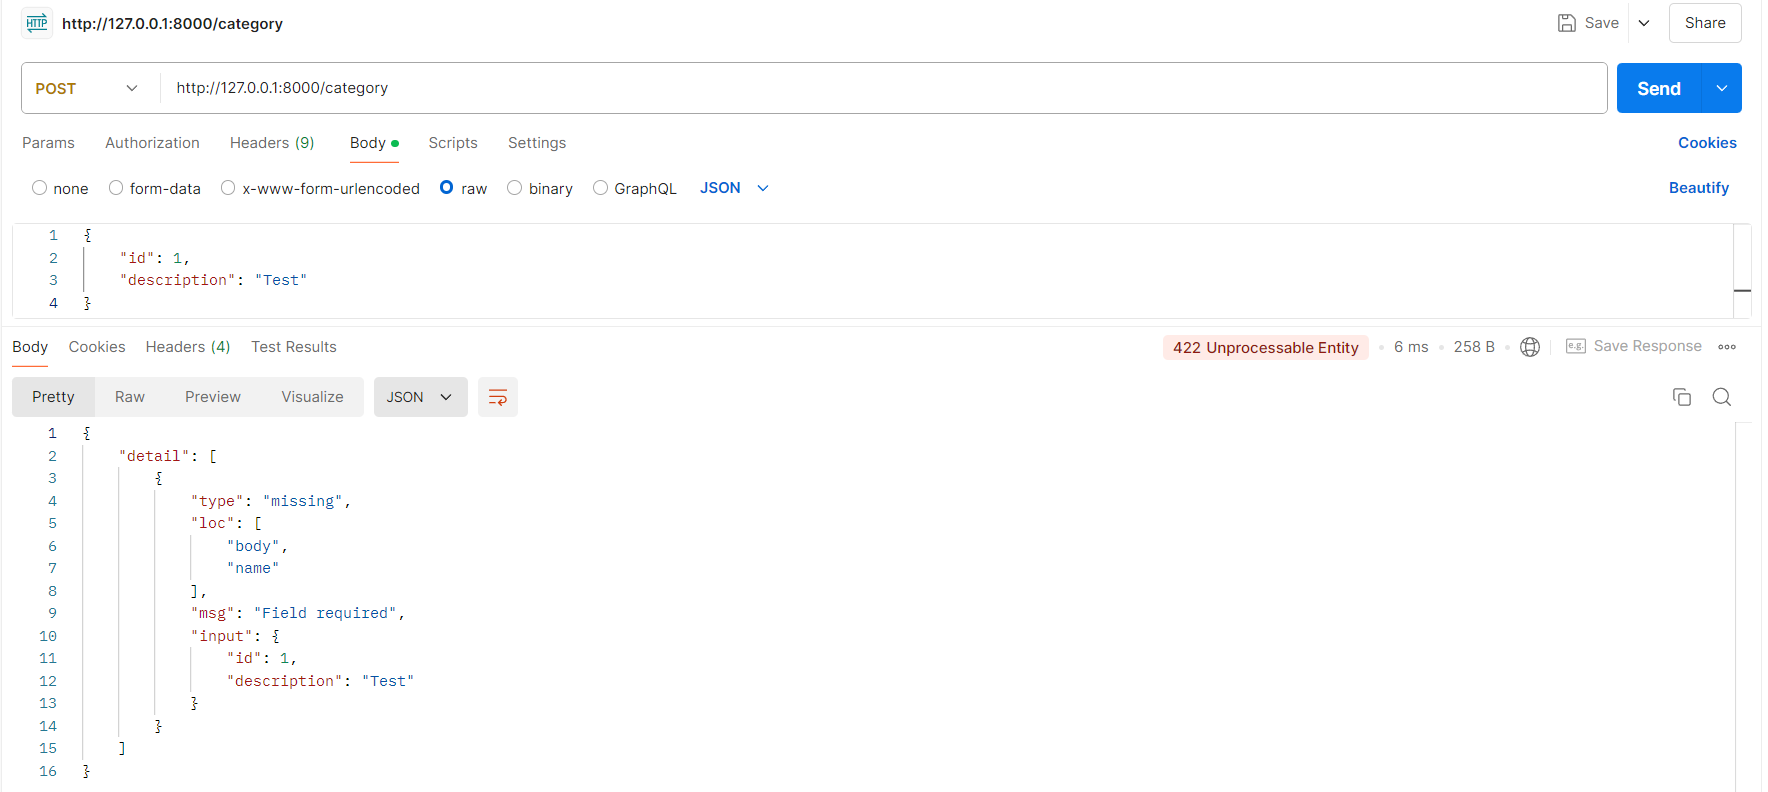 HTTP http://127.0.0.1:8000/category Save Share
POST http://127.0.0.1:8000/category Send
Params Authorization Headers (9) Body Scripts Settings Cookies
none form-data x-www-form-urlencoded raw binary GraphQL JSON Beautify
1 {
2 "id": 1,
3 "description": "Test"
4 }
Body Cookies Headers (4) Test Results 422 Unprocessable Entity 6 ms 258 B e.g. Save Response
Pretty Raw Preview Visualize JSON
1 {
2 "detail": [
3 {
4 "type": "missing",
5 "loc": [
6 "body",
7 "name"
8 ],
9 "msg": "Field required",
10 "input": {
11 "id": 1,
12 "description": "Test"
13 }
14 }
15 ]
16 }